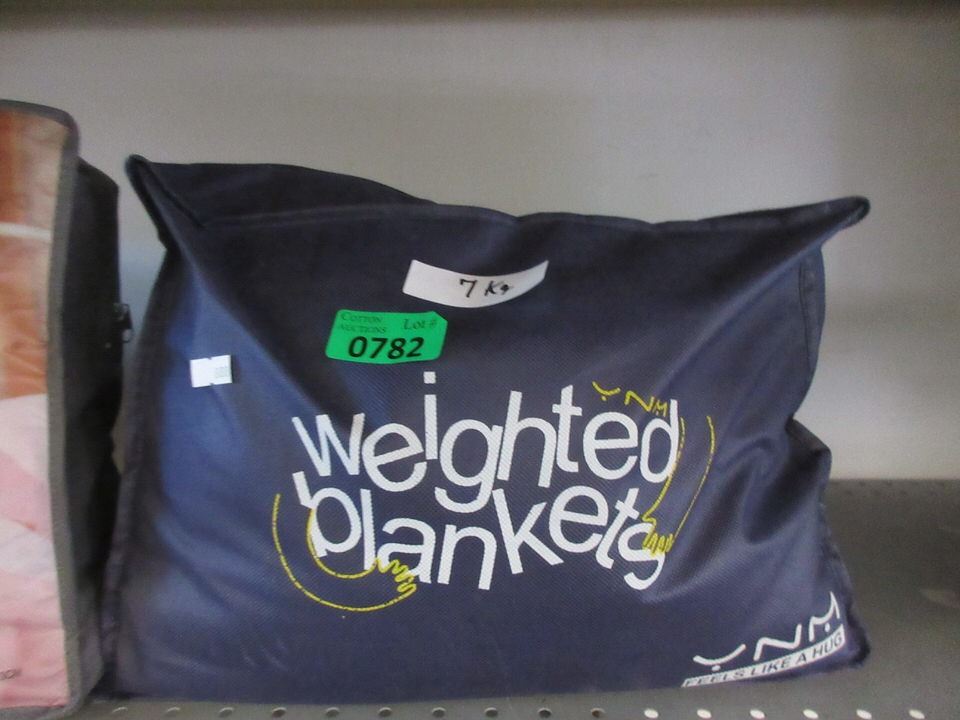 7 Kg
COTTON
AUCTIONS
Lot #
0782
YNM
weighted
blankets
YNM
FEELS LIKE A HUG